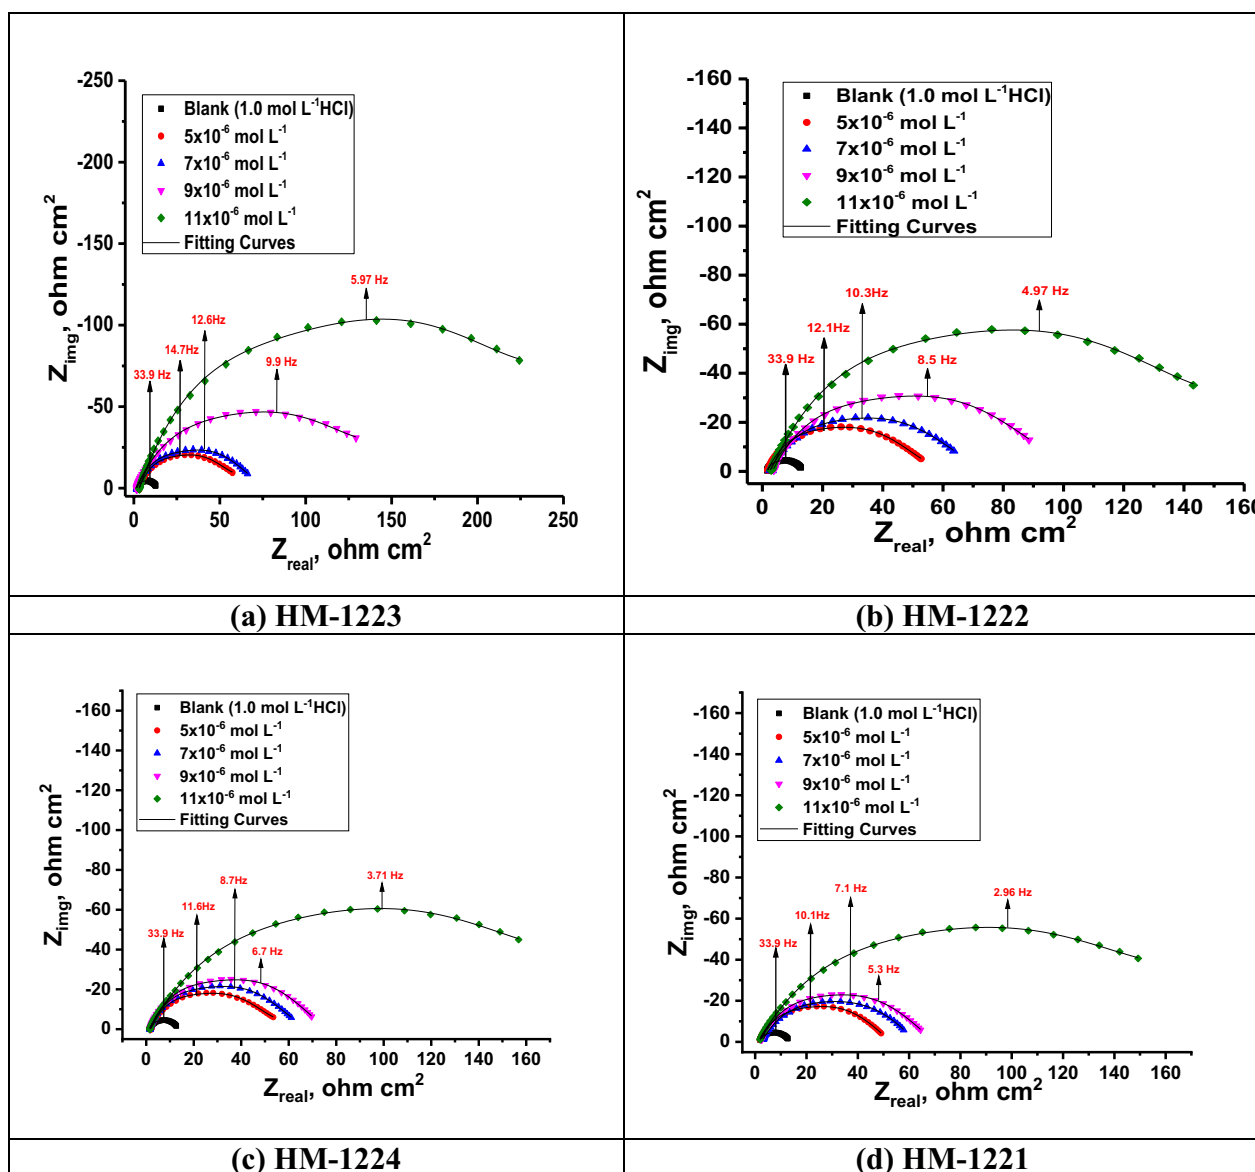 -250
-200
-150
-100
-50
0
Z_img, ohm cm²
Blank (1.0 mol L⁻¹HCl)
5x10⁻⁶ mol L⁻¹
7x10⁻⁶ mol L⁻¹
9x10⁻⁶ mol L⁻¹
11x10⁻⁶ mol L⁻¹
Fitting Curves
5.97 Hz
12.6Hz
14.7Hz
9.9 Hz
33.9 Hz
0 50 100 150 200 250
Z_real, ohm cm²
(a) HM-1223
-160
-140
-120
-100
-80
-60
-40
-20
0
Z_img, ohm cm²
Blank (1.0 mol L⁻¹HCl)
5x10⁻⁶ mol L⁻¹
7x10⁻⁶ mol L⁻¹
9x10⁻⁶ mol L⁻¹
11x10⁻⁶ mol L⁻¹
Fitting Curves
10.3Hz
4.97 Hz
12.1Hz
33.9 Hz
8.5 Hz
0 20 40 60 80 100 120 140 160
Z_real, ohm cm²
(b) HM-1222
-160
-140
-120
-100
-80
-60
-40
-20
0
Z_img, ohm cm²
Blank (1.0 mol L⁻¹HCl)
5x10⁻⁶ mol L⁻¹
7x10⁻⁶ mol L⁻¹
9x10⁻⁶ mol L⁻¹
11x10⁻⁶ mol L⁻¹
Fitting Curves
8.7Hz
3.71 Hz
11.6Hz
33.9 Hz
6.7 Hz
0 20 40 60 80 100 120 140 160
Z_real, ohm cm²
(c) HM-1224
-160
-140
-120
-100
-80
-60
-40
-20
0
Z_img, ohm cm²
Blank (1.0 mol L⁻¹HCl)
5x10⁻⁶ mol L⁻¹
7x10⁻⁶ mol L⁻¹
9x10⁻⁶ mol L⁻¹
11x10⁻⁶ mol L⁻¹
Fitting Curves
7.1 Hz
2.96 Hz
10.1Hz
33.9 Hz
5.3 Hz
0 20 40 60 80 100 120 140 160
Z_real, ohm cm²
(d) HM-1221